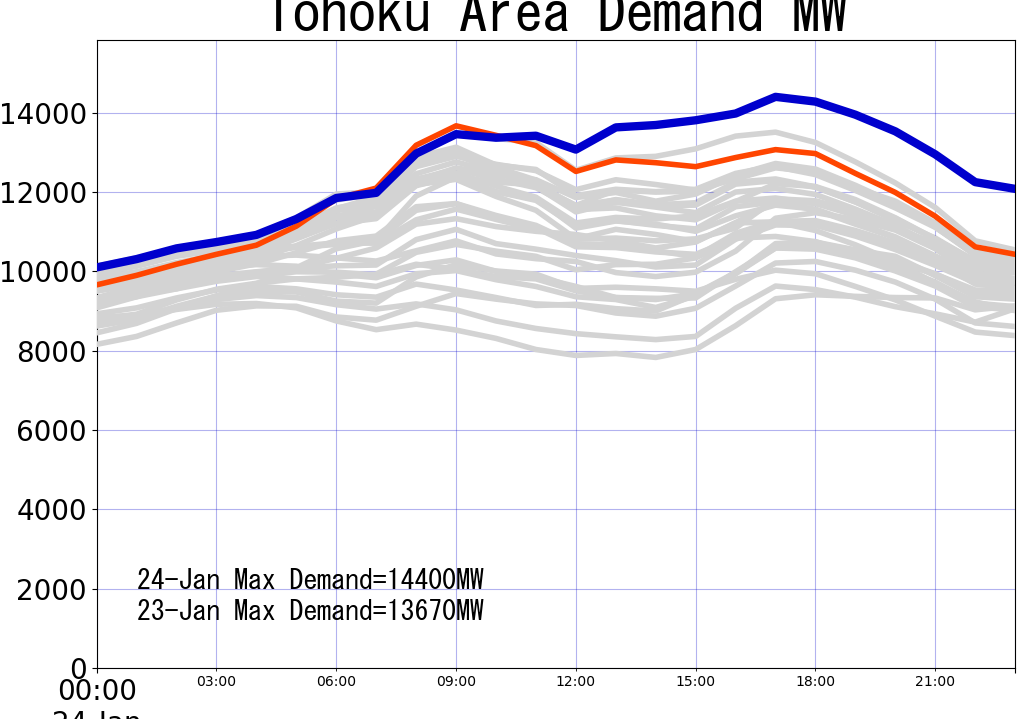 Tohoku Area Demand MW
14000
12000
10000
8000
6000
4000
2000
0
24-Jan Max Demand=14400MW
23-Jan Max Demand=13670MW
00:00 03:00 06:00 09:00 12:00 15:00 18:00 21:00
24-Jan